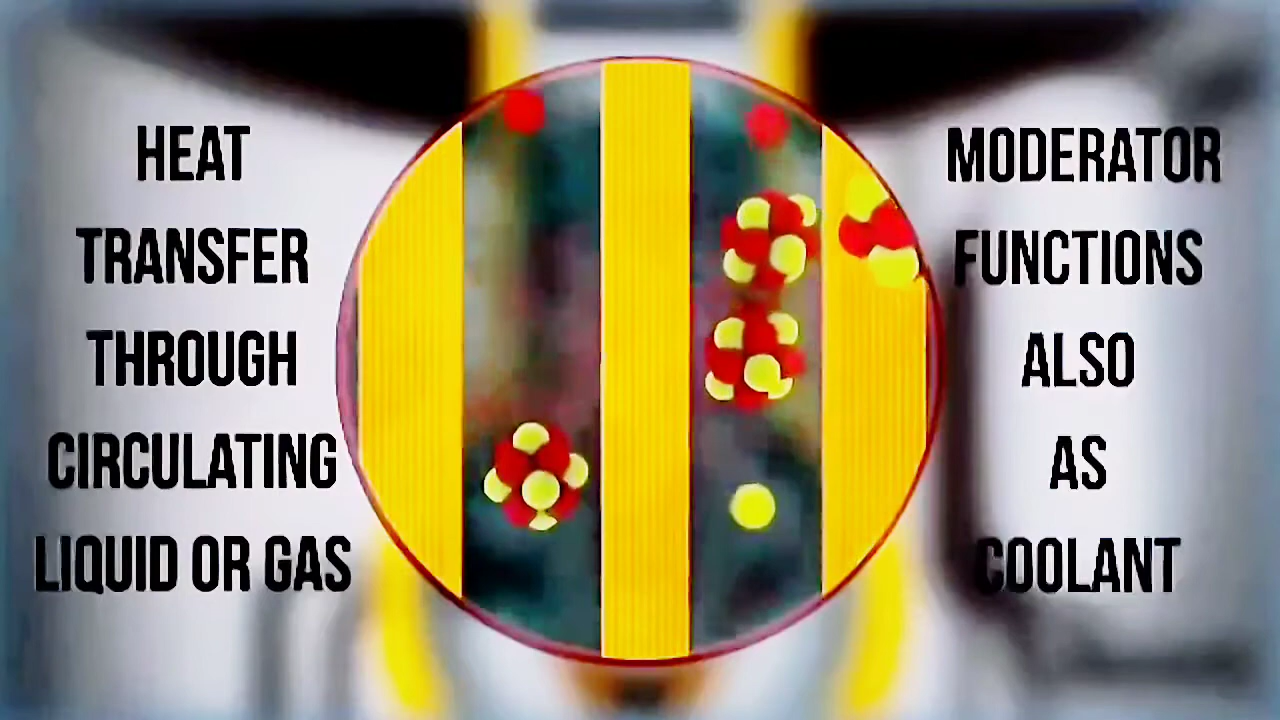 HEAT
TRANSFER
THROUGH
CIRCULATING
LIQUID OR GAS
MODERATOR
FUNCTIONS
ALSO
AS
COOLANT